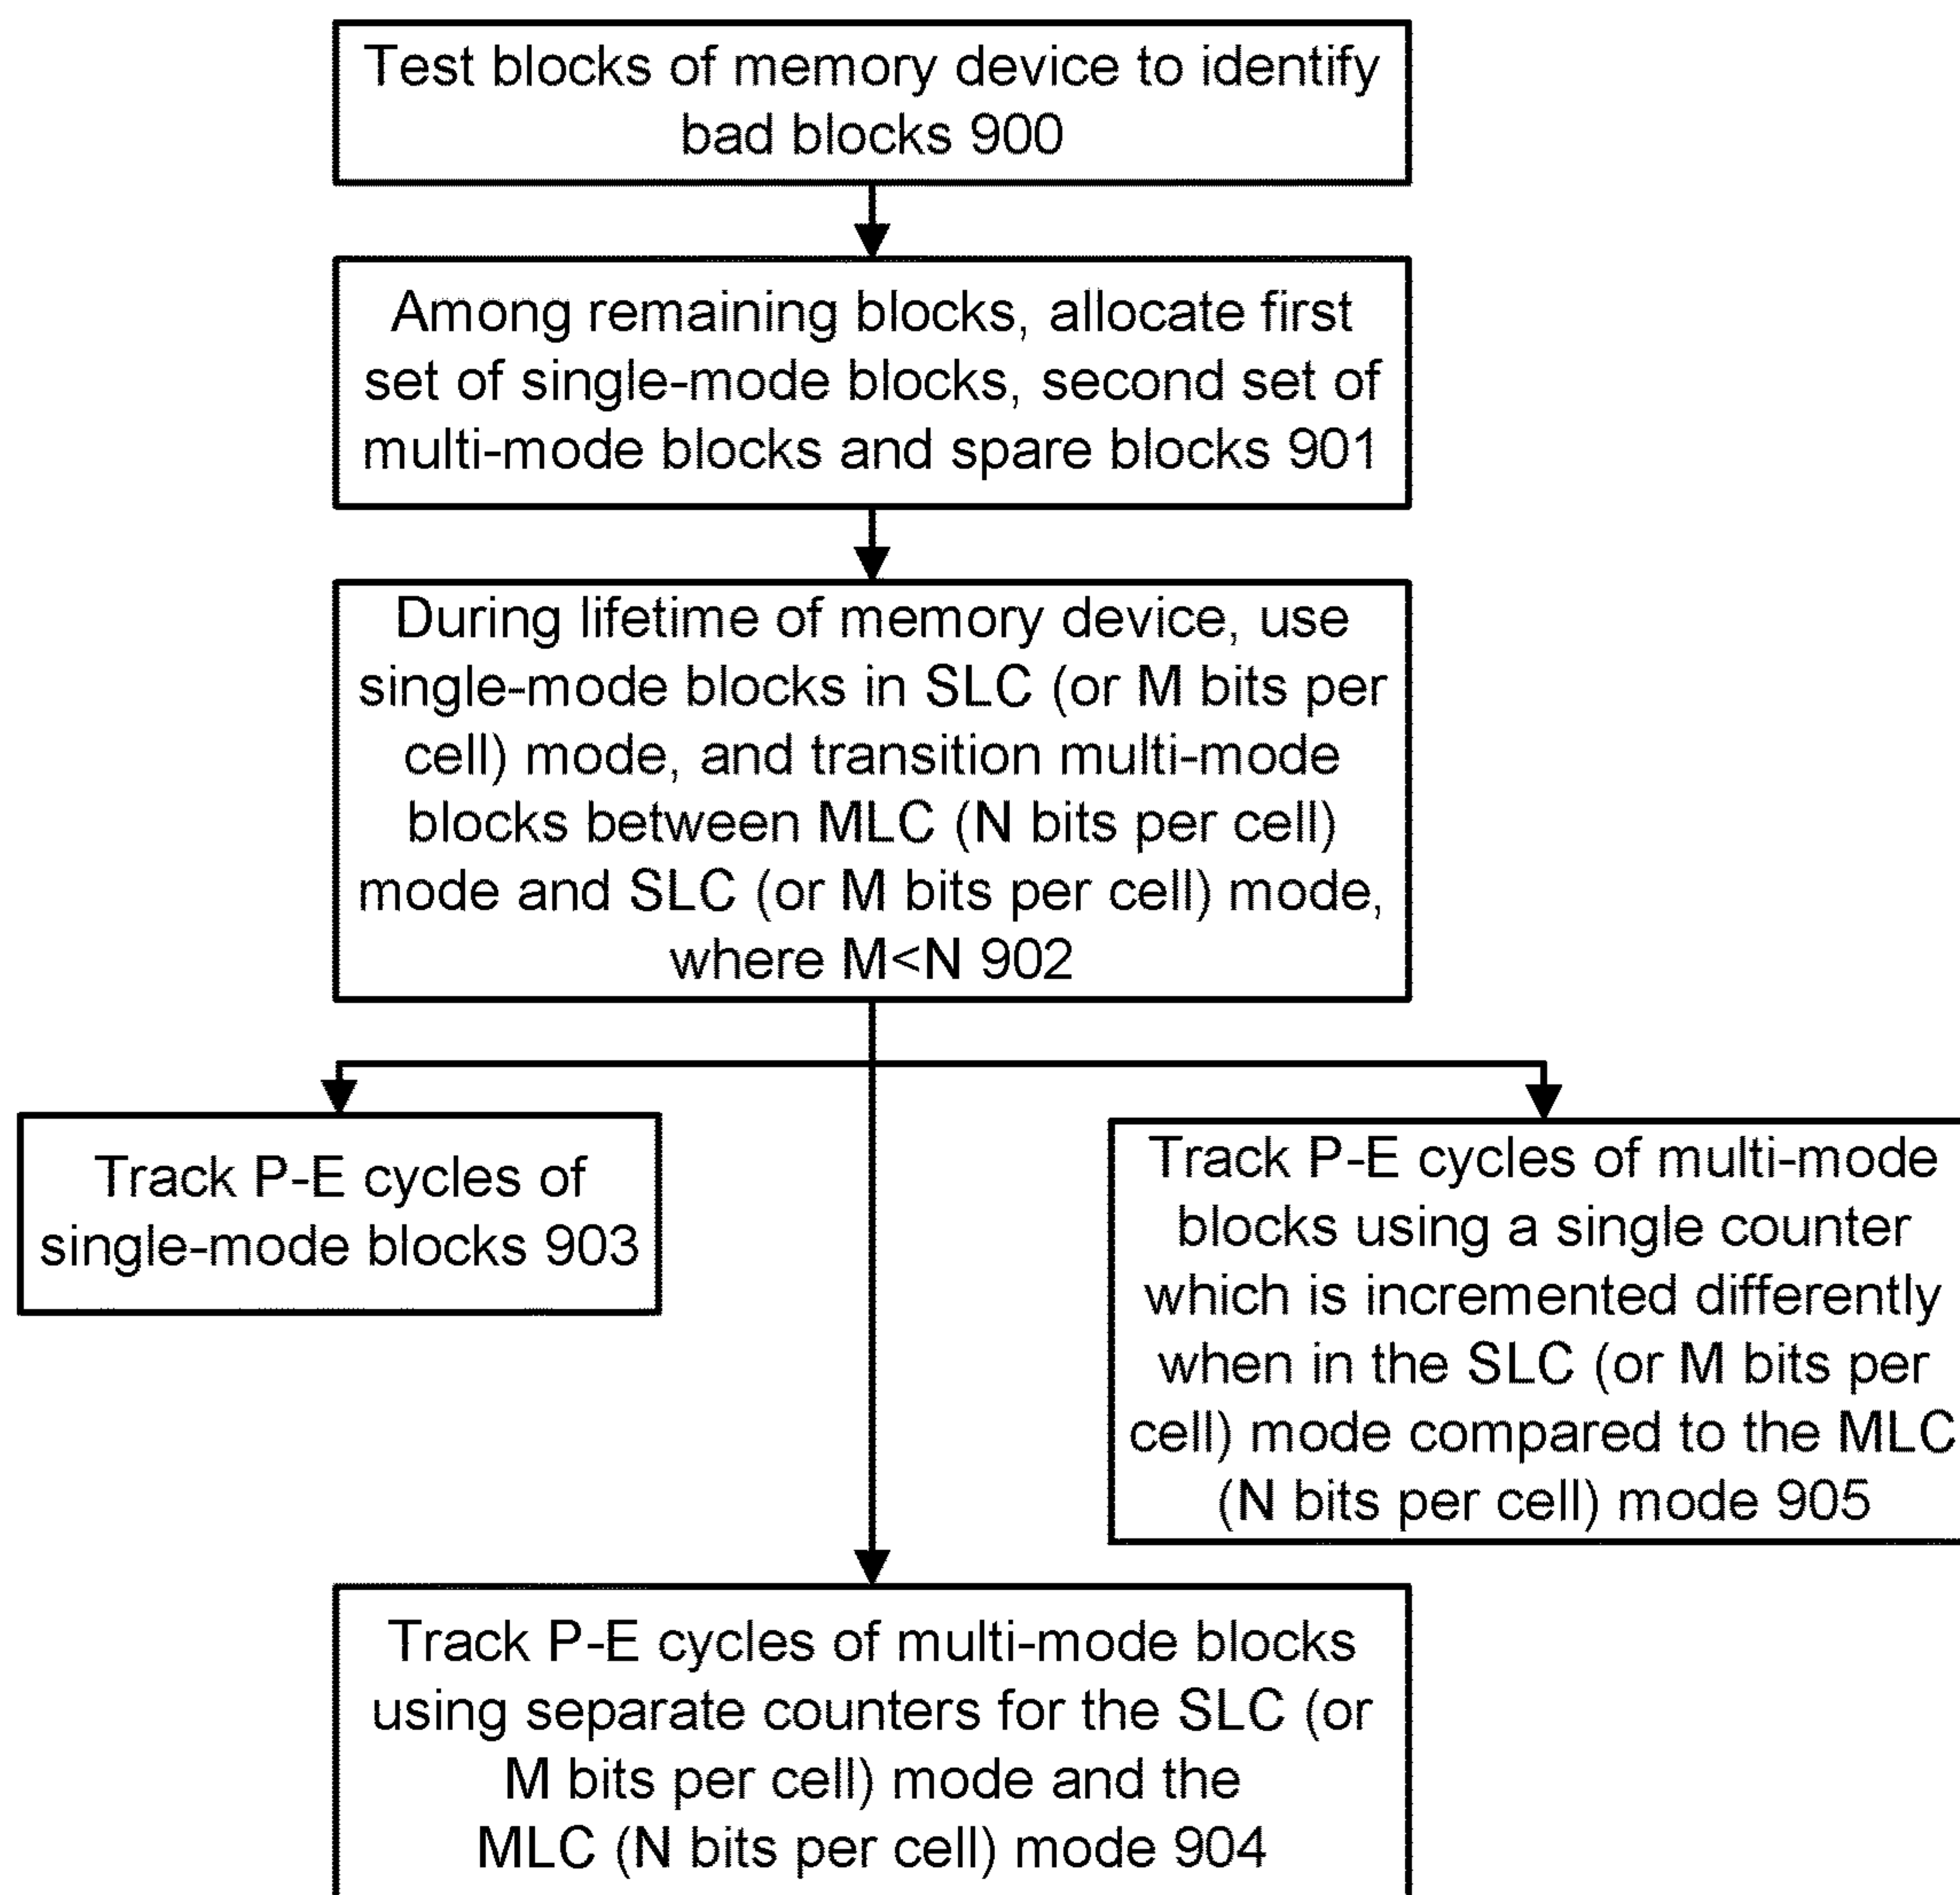 Test blocks of memory device to identify
bad blocks 900
Among remaining blocks, allocate first
set of single-mode blocks, second set of
multi-mode blocks and spare blocks 901
During lifetime of memory device, use
single-mode blocks in SLC (or M bits per
cell) mode, and transition multi-mode
blocks between MLC (N bits per cell)
mode and SLC (or M bits per cell) mode,
where M<N 902
Track P-E cycles of
single-mode blocks 903
Track P-E cycles of multi-mode
blocks using a single counter
which is incremented differently
when in the SLC (or M bits per
cell) mode compared to the MLC
(N bits per cell) mode 905
Track P-E cycles of multi-mode blocks
using separate counters for the SLC (or
M bits per cell) mode and the
MLC (N bits per cell) mode 904